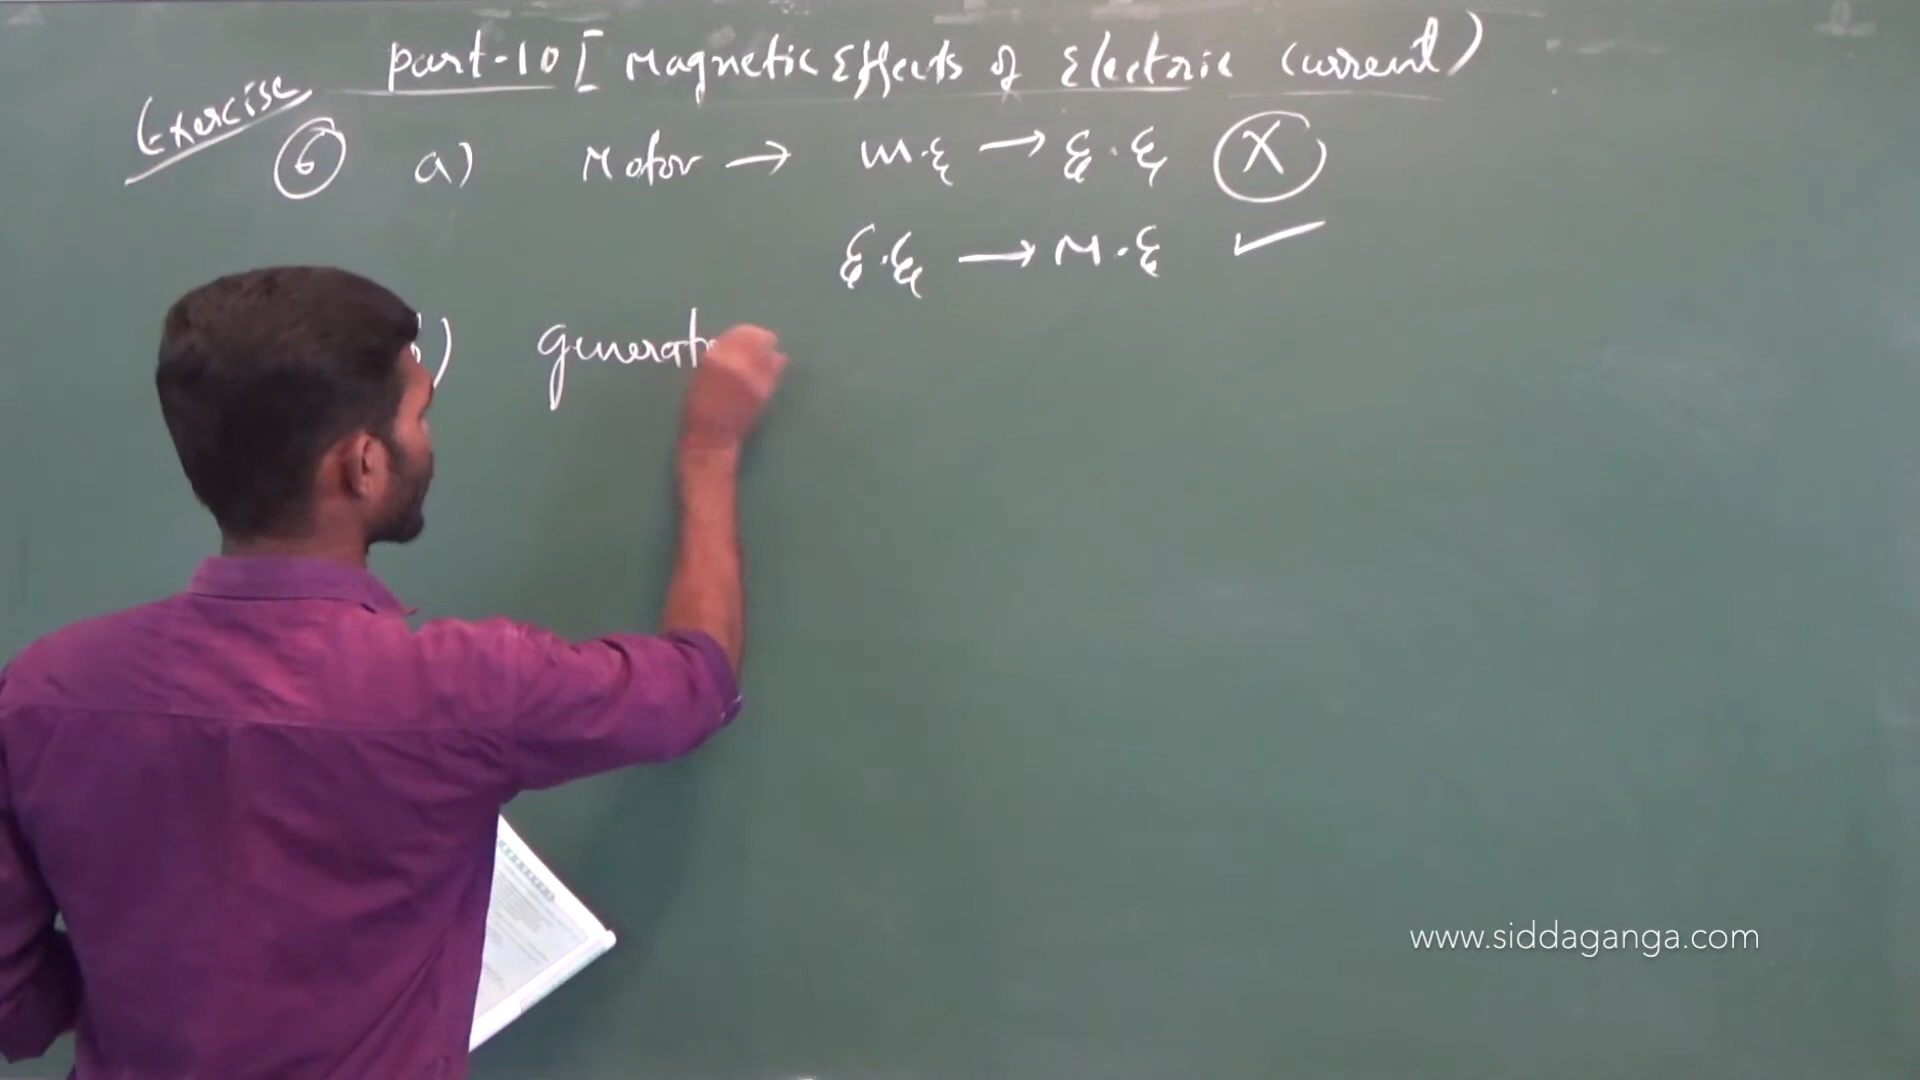 part-10 [ Magnetic Effects of Electric Current)
Exercise
6 a) Motor → M.E → E.E X
E.E → M.E ✓
b) generat
www.siddaganga.com